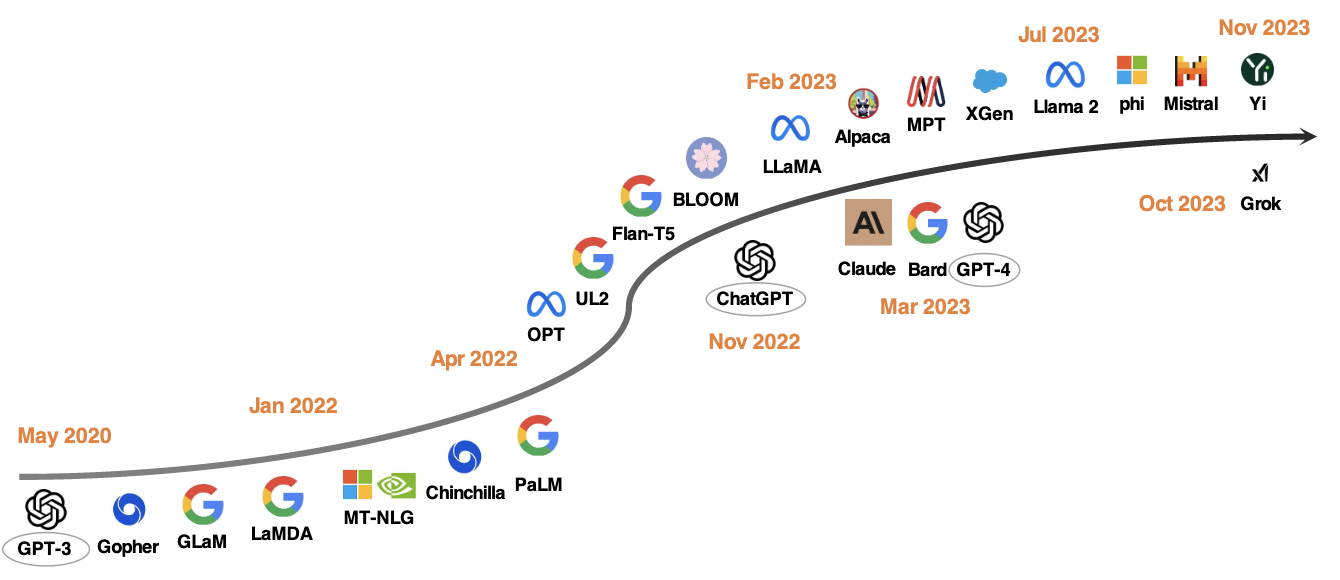 Nov 2023
Jul 2023
Feb 2023
Llama 2
phi
Mistral
Yi
XGen
MPT
Alpaca
LLaMA
BLOOM
Flan-T5
UL2
OPT
Oct 2023
Grok
Claude
Bard
GPT-4
Mar 2023
ChatGPT
Nov 2022
Apr 2022
Jan 2022
May 2020
PaLM
Chinchilla
MT-NLG
LaMDA
GLaM
Gopher
GPT-3